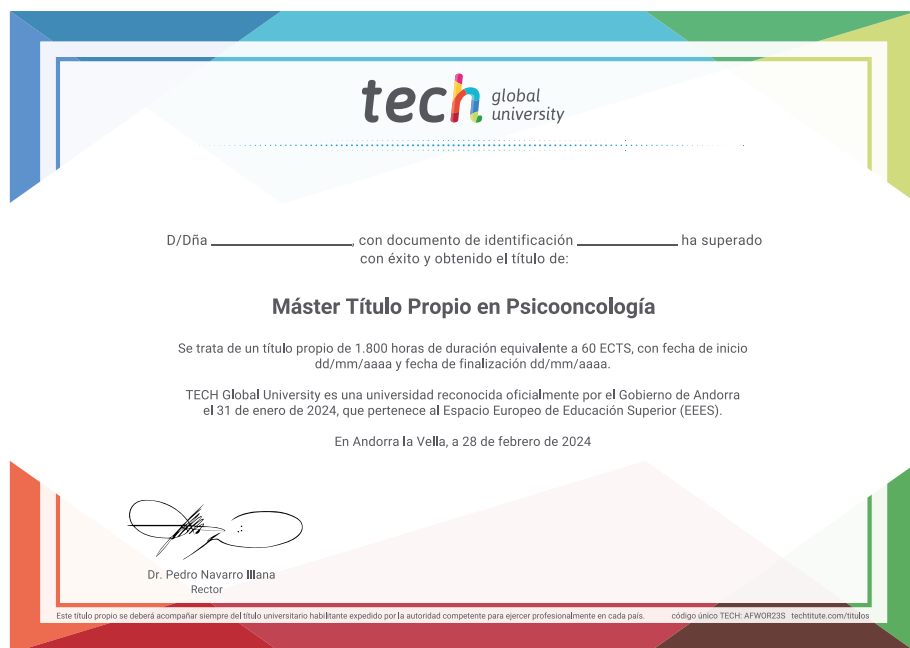 tech global university
D/Dña ____________________, con documento de identificación ______________ ha superado
con éxito y obtenido el título de:
Máster Título Propio en Psicooncología
Se trata de un título propio de 1.800 horas de duración equivalente a 60 ECTS, con fecha de inicio
dd/mm/aaaa y fecha de finalización dd/mm/aaaa.
TECH Global University es una universidad reconocida oficialmente por el Gobierno de Andorra
el 31 de enero de 2024, que pertenece al Espacio Europeo de Educación Superior (EEES).
En Andorra la Vella, a 28 de febrero de 2024
Dr. Pedro Navarro Illana
Rector
Este título propio se deberá acompañar siempre del título universitario habilitante expedido por la autoridad competente para ejercer profesionalmente en cada país. código único TECH: AFWOR23S techtitute.com/titulos